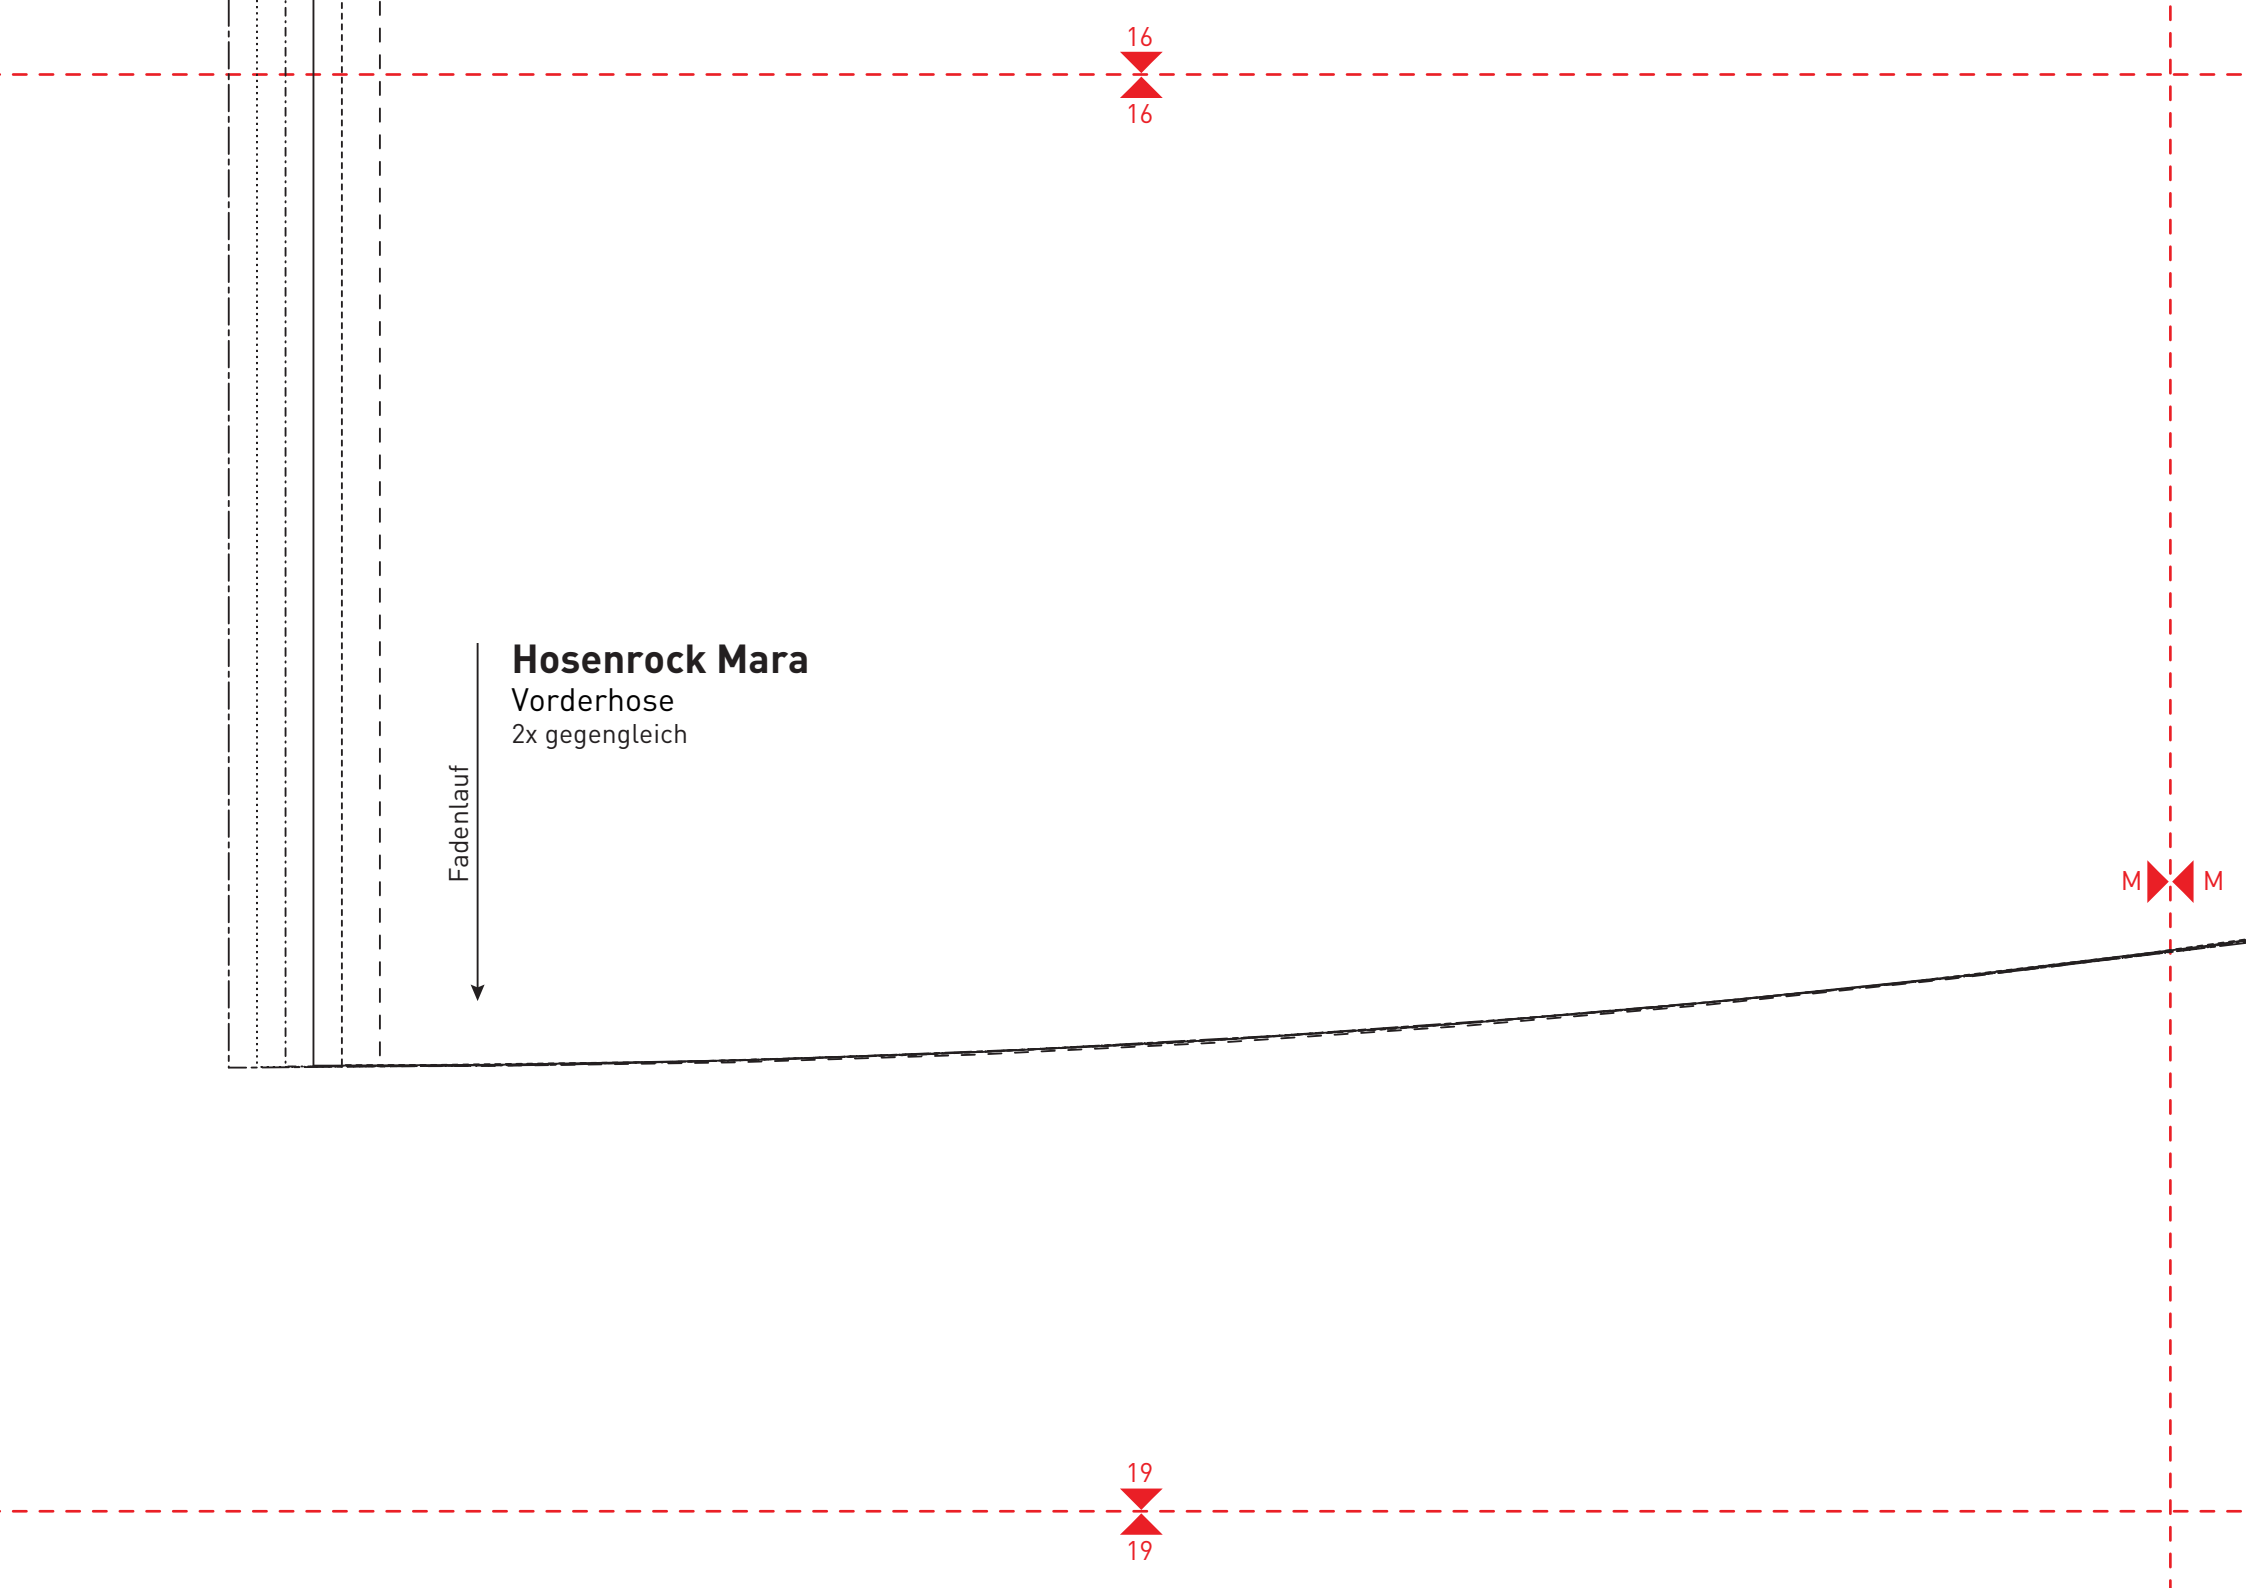 16
16
Hosenrock Mara
Vorderhose
2x gegengleich
Fadenlauf
M M
19
19